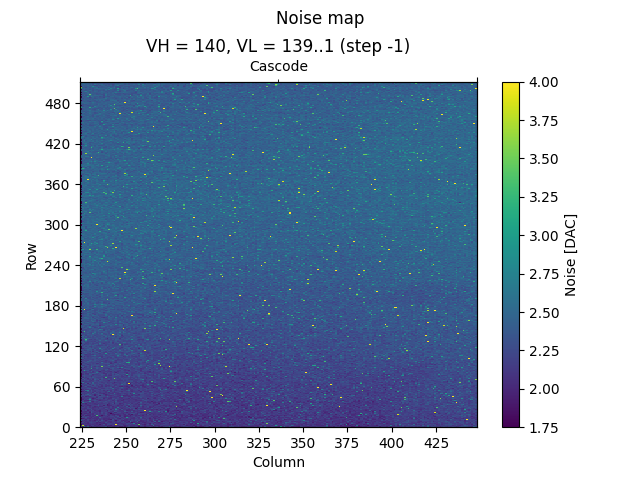 Noise map
VH = 140, VL = 139..1 (step -1)
Cascode
480
420
360
300
240
180
120
60
0
Row
225 250 275 300 325 350 375 400 425
Column
4.00
3.75
3.50
3.25
3.00
2.75
2.50
2.25
2.00
1.75
Noise [DAC]